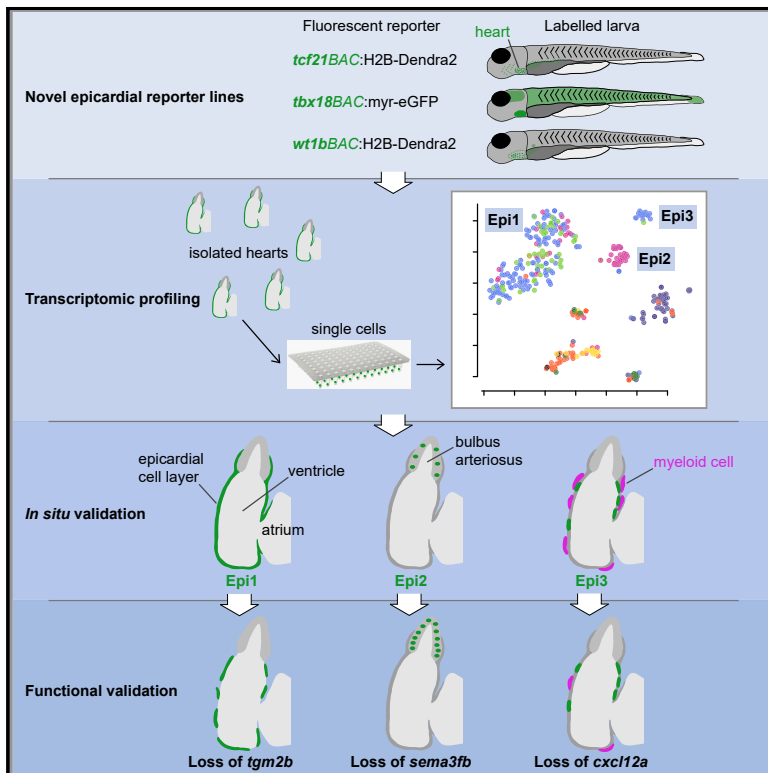 Fluorescent reporter
Labelled larva
heart
tcf21BAC:H2B-Dendra2
Novel epicardial reporter lines
tbx18BAC:myr-eGFP
wt1bBAC:H2B-Dendra2
Epi1
Epi3
isolated hearts
Epi2
Transcriptomic profiling
single cells
epicardial
cell layer
ventricle
bulbus
arteriosus
myeloid cell
In situ validation
atrium
Epi1
Epi2
Epi3
Functional validation
Loss of tgm2b
Loss of sema3fb
Loss of cxcl12a